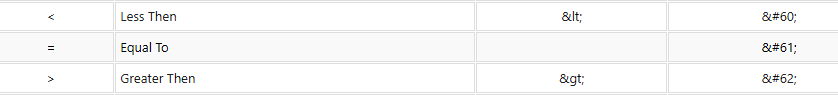 < Less Then &lt; &#60;
= Equal To &#61;
> Greater Then &gt; &#62;